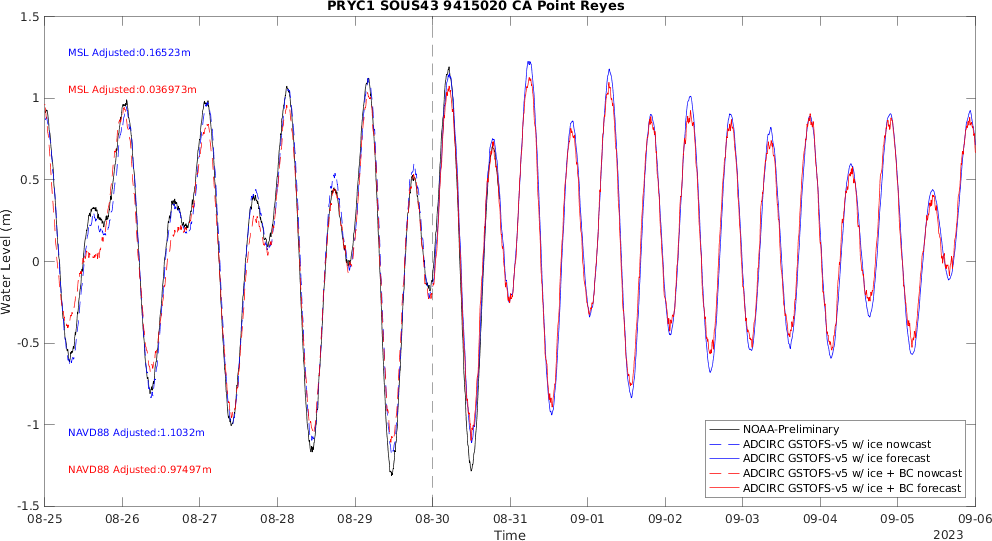 PRYC1 SOUS43 9415020 CA Point Reyes
1.5
MSL Adjusted:0.16523m
MSL Adjusted:0.036973m
1
0.5
Water Level (m)
0
-0.5
-1
NAVD88 Adjusted:1.1032m
NAVD88 Adjusted:0.97497m
-1.5
NOAA-Preliminary
ADCIRC GSTOFS-v5 w/ ice nowcast
ADCIRC GSTOFS-v5 w/ ice forecast
ADCIRC GSTOFS-v5 w/ ice + BC nowcast
ADCIRC GSTOFS-v5 w/ ice + BC forecast
08-25 08-26 08-27 08-28 08-29 08-30 08-31 09-01 09-02 09-03 09-04 09-05 09-06
Time
2023